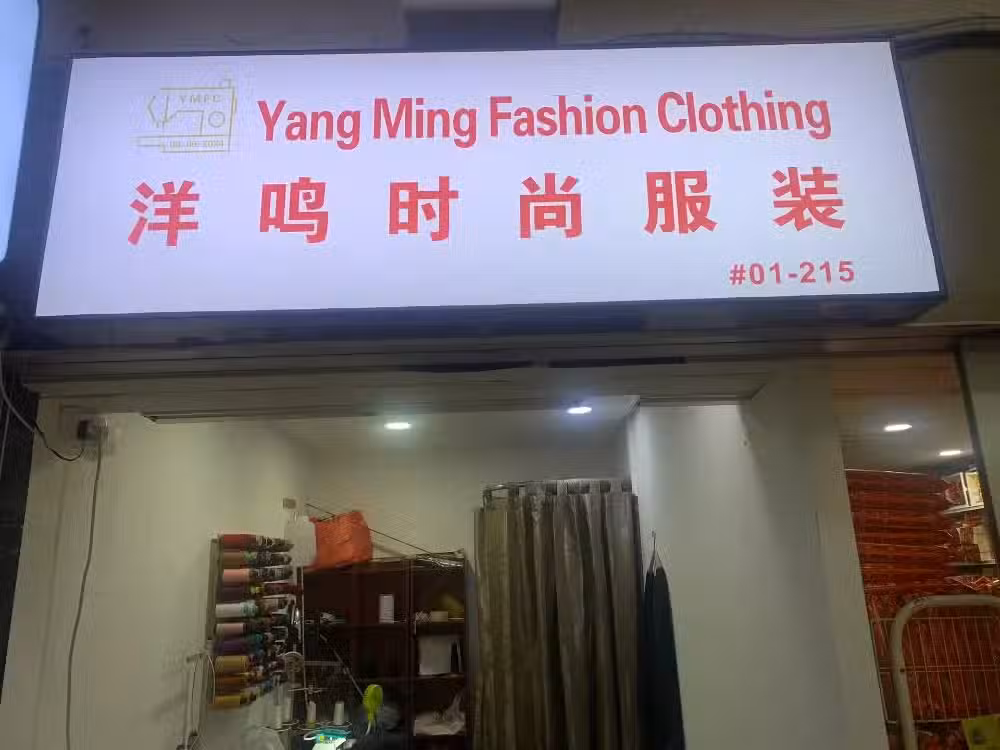 YMFC
Yang Ming Fashion Clothing
洋鸣时尚服装
#01-215